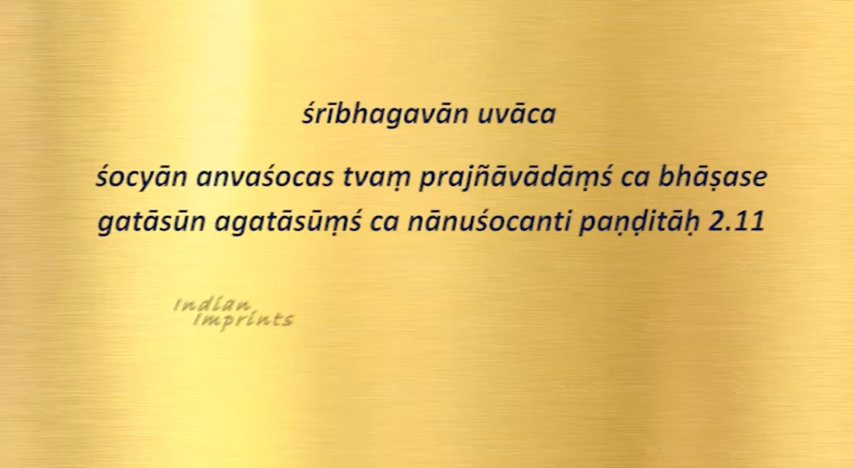 śrībhagavān uvāca
śocyān anvaśocas tvaṃ prajñāvādāṃś ca bhāṣase
gatāsūn agatāsūṃś ca nānuśocanti paṇḍitāḥ 2.11
Indian
Imprints